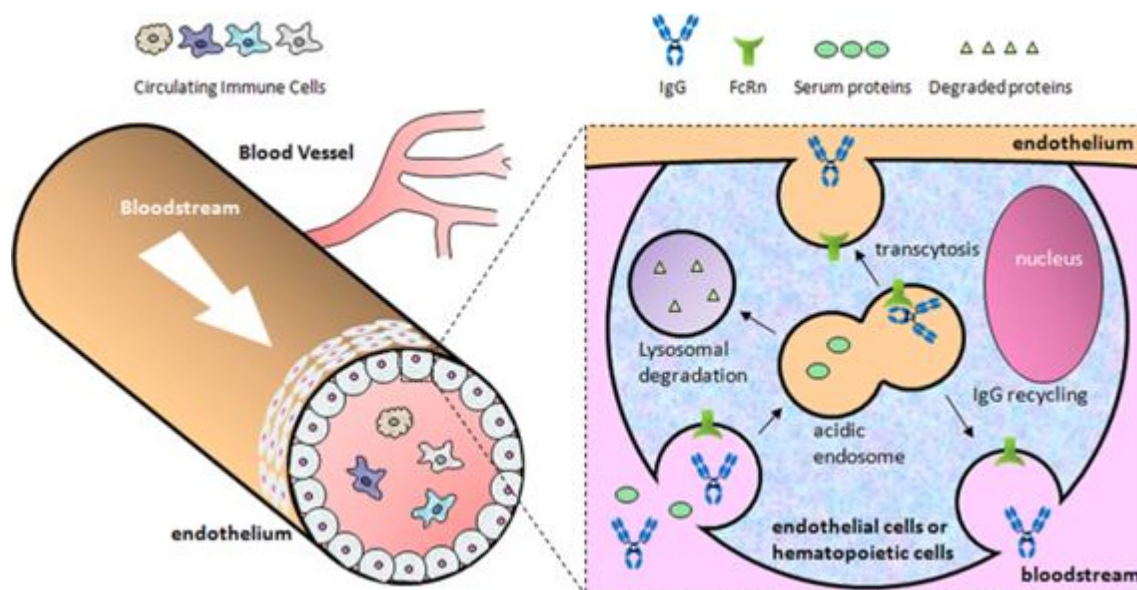 Circulating Immune Cells
IgG
FcRn
Serum proteins
Degraded proteins
Blood Vessel
Bloodstream
endothelium
endothelium
transcytosis
nucleus
Lysosomal
degradation
IgG recycling
acidic
endosome
endothelial cells or
hematopoietic cells
bloodstream